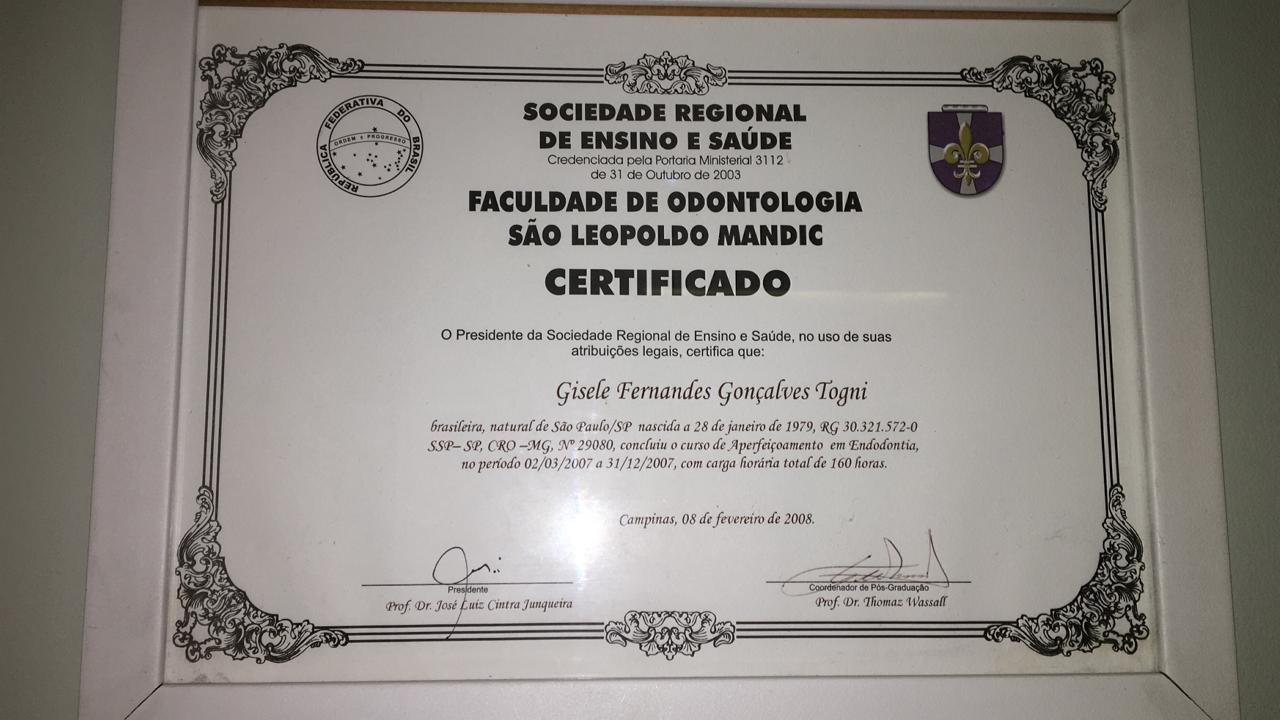 REPÚBLICA FEDERATIVA DO BRASIL
ORDEM E PROGRESSO
SOCIEDADE REGIONAL
DE ENSINO E SAÚDE
Credenciada pela Portaria Ministerial 3112
de 31 de Outubro de 2003
FACULDADE DE ODONTOLOGIA
SÃO LEOPOLDO MANDIC
CERTIFICADO
O Presidente da Sociedade Regional de Ensino e Saúde, no uso de suas
atribuições legais, certifica que:
Gisele Fernandes Gonçalves Togni
brasileira, natural de São Paulo/SP nascida a 28 de janeiro de 1979, RG 30.321.572-0
SSP– SP, CRO –MG, Nº 29080, concluiu o curso de Aperfeiçoamento em Endodontia,
no período 02/03/2007 a 31/12/2007, com carga horária total de 160 horas.
Campinas, 08 de fevereiro de 2008.
Presidente
Prof. Dr. José Luiz Cintra Junqueira
Coordenador de Pós-Graduação
Prof. Dr. Thomaz Wassall